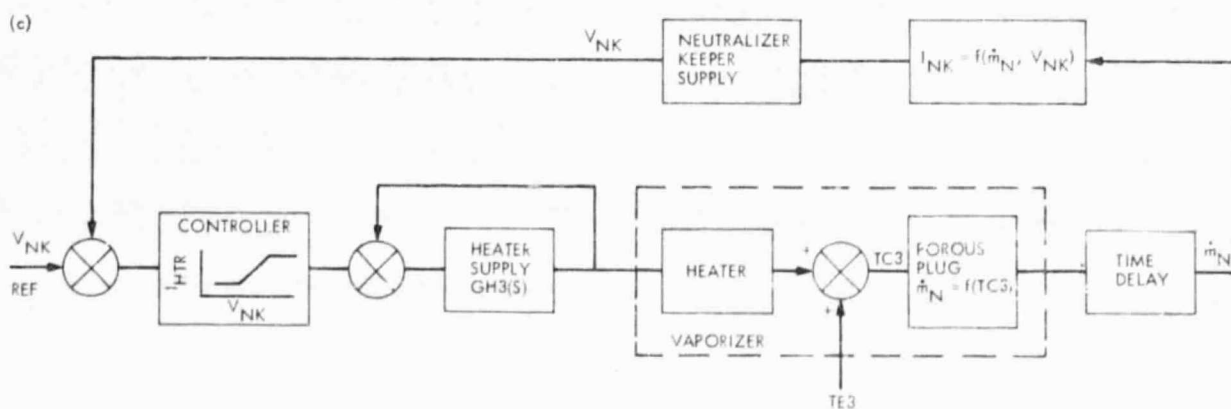 (c)
V_NK
NEUTRALIZER
KEEPER
SUPPLY
I_NK = f(ṁ_N, V_NK)
V_NK
REF
CONTROLLER
I_HTR
V_NK
HEATER
SUPPLY
GH3(S)
HEATER
+
+
TC3
POROUS
PLUG
ṁ_N = f(TC3)
VAPORIZER
TE3
TIME
DELAY
ṁ_N